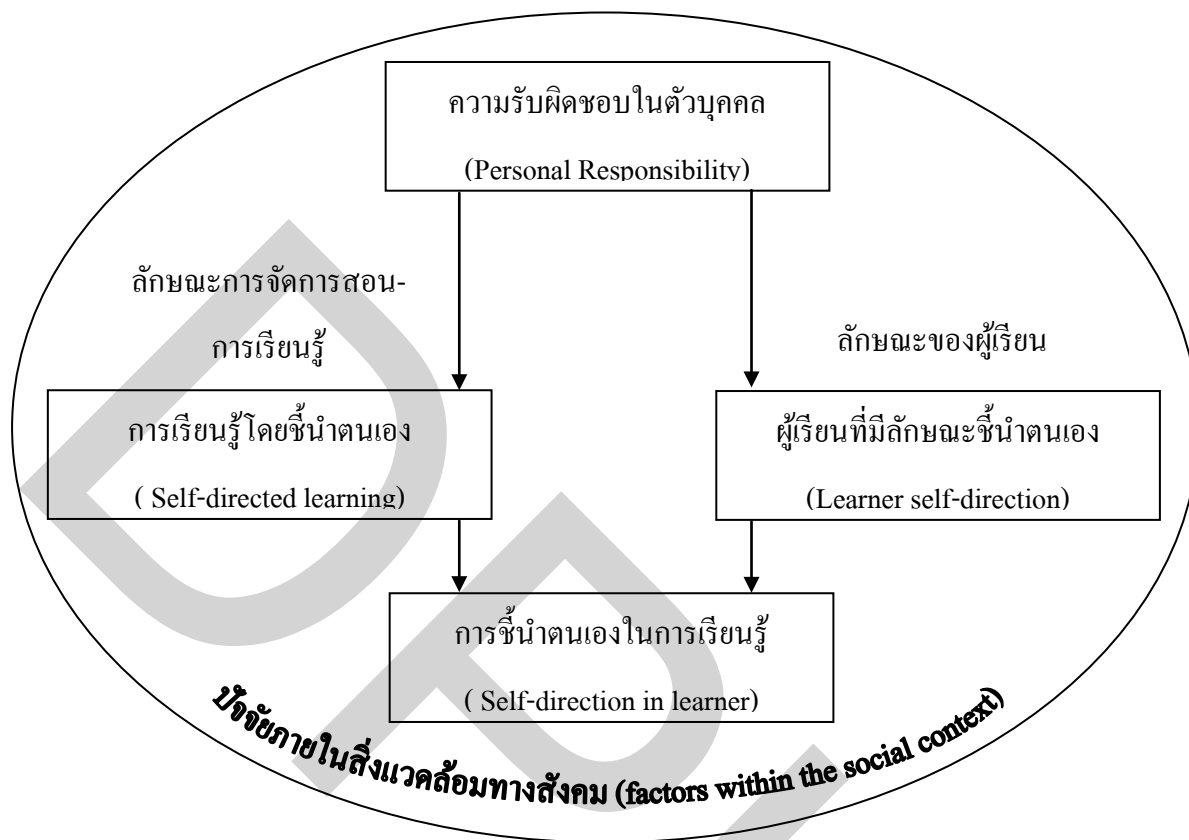 ความรับผิดชอบในตัวบุคคล
(Personal Responsibility)
ลักษณะการจัดการสอน-
การเรียนรู้
ลักษณะของผู้เรียน
การเรียนรู้โดยชี้นำตนเอง
( Self-directed learning)
ผู้เรียนที่มีลักษณะชี้นำตนเอง
(Learner self-direction)
การชี้นำตนเองในการเรียนรู้
( Self-direction in learner)
ปัจจัยภายในสิ่งแวดล้อมทางสังคม (factors within the social context)